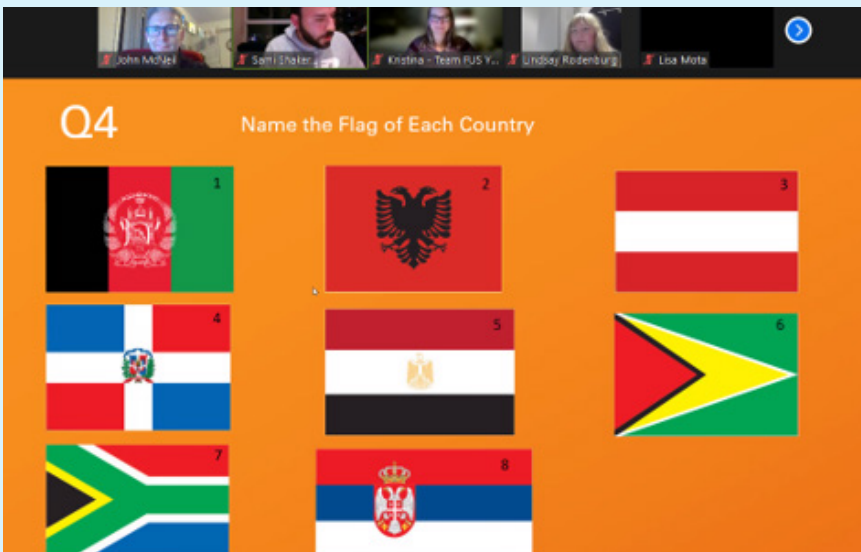 John McNeil
Sami Shaker
Kristina - Team FUS Y...
Lindsay Rodenburg
Lisa Mota
Q4
Name the Flag of Each Country
1
2
3
4
5
6
7
8